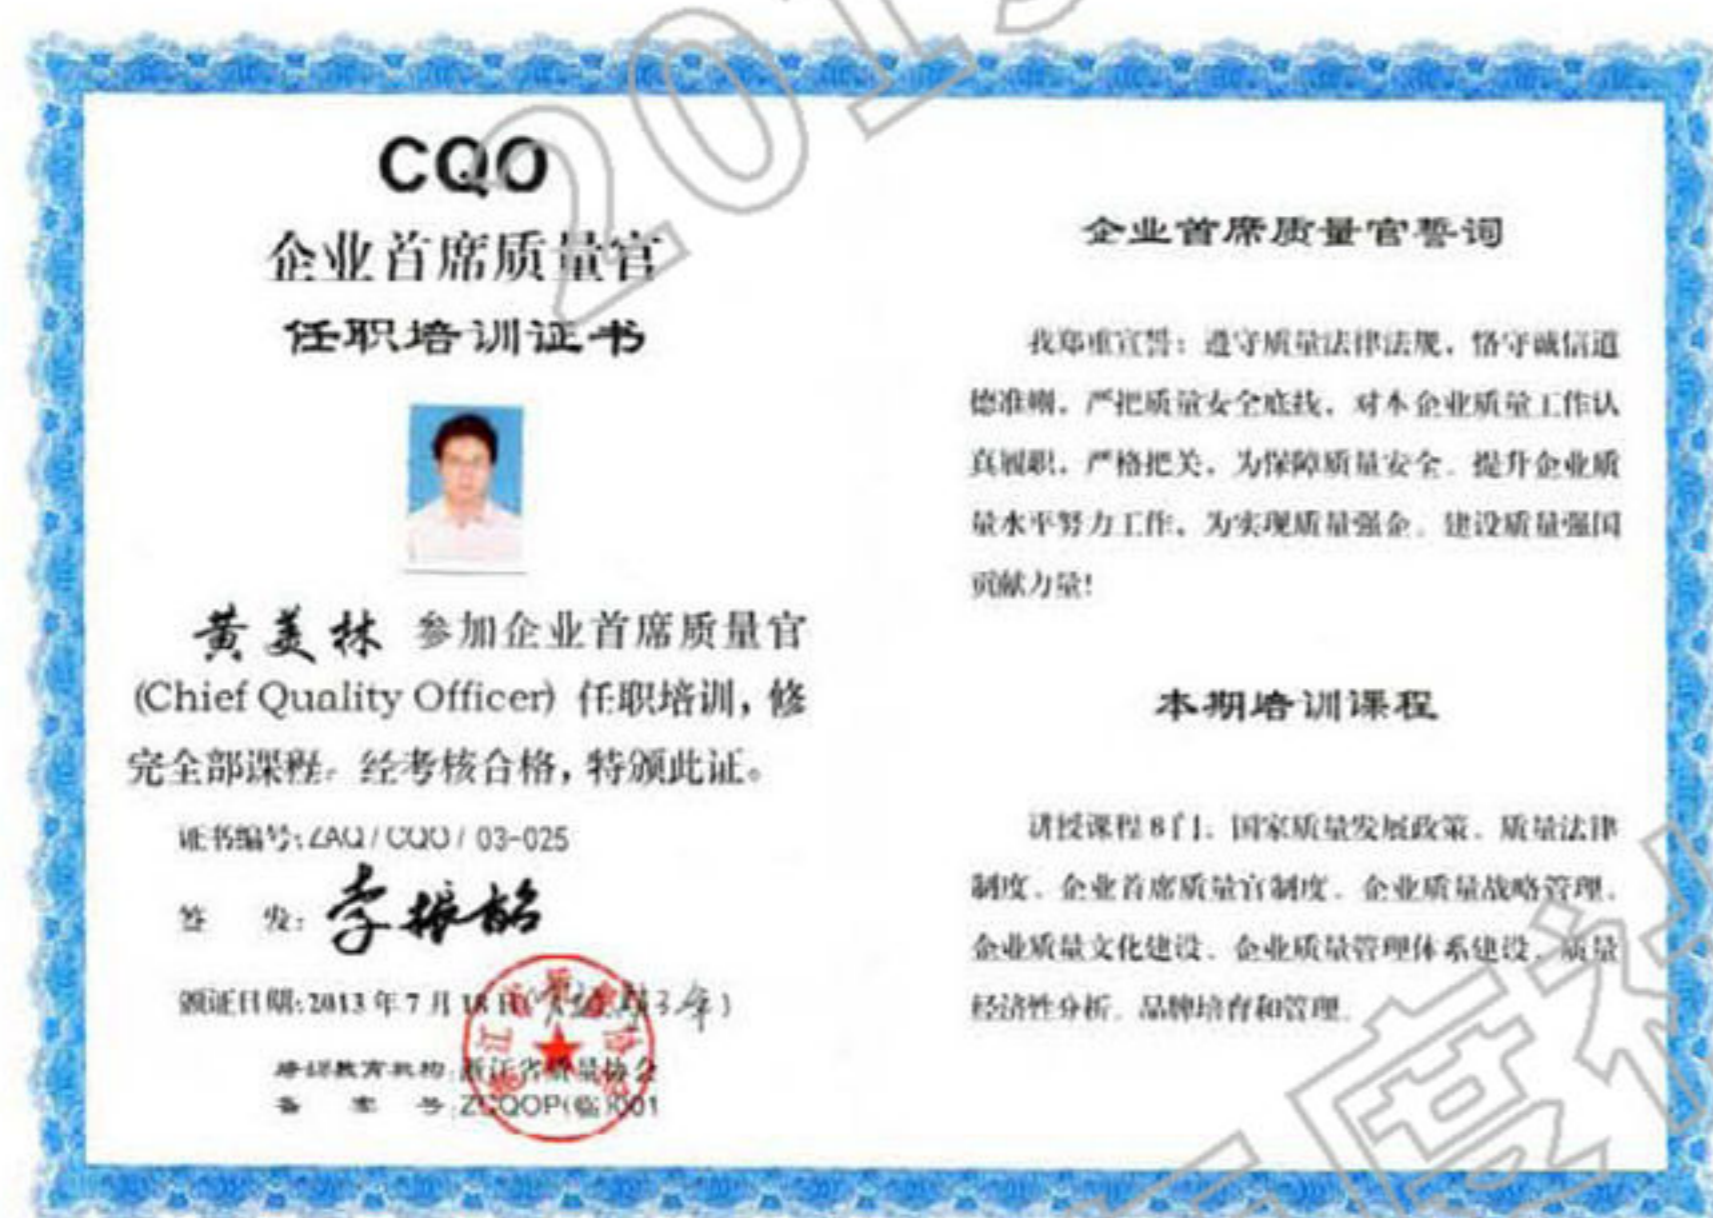 CQO
企业首席质量官
任职培训证书
黄美林 参加企业首席质量官
(Chief Quality Officer) 任职培训，修
完全部课程，经考核合格，特颁此证。
证书编号:ZAQ / CQO / 03-025
签 发:
颁证日期:2013 年 7 月 18 日
培训教育机构:浙江省质量协会
备 案 号:ZCQOP(临)001
企业首席质量官誓词
我郑重宣誓：遵守质量法律法规，恪守诚信道
德准则，严把质量安全底线，对本企业质量工作认
真履职，严格把关，为保障质量安全、提升企业质
量水平努力工作，为实现质量强企、建设质量强国
贡献力量！
本期培训课程
讲授课程 8 门：国家质量发展政策、质量法律
制度、企业首席质量官制度、企业质量战略管理、
企业质量文化建设、企业质量管理体系建设、质量
经济性分析、品牌培育和管理。